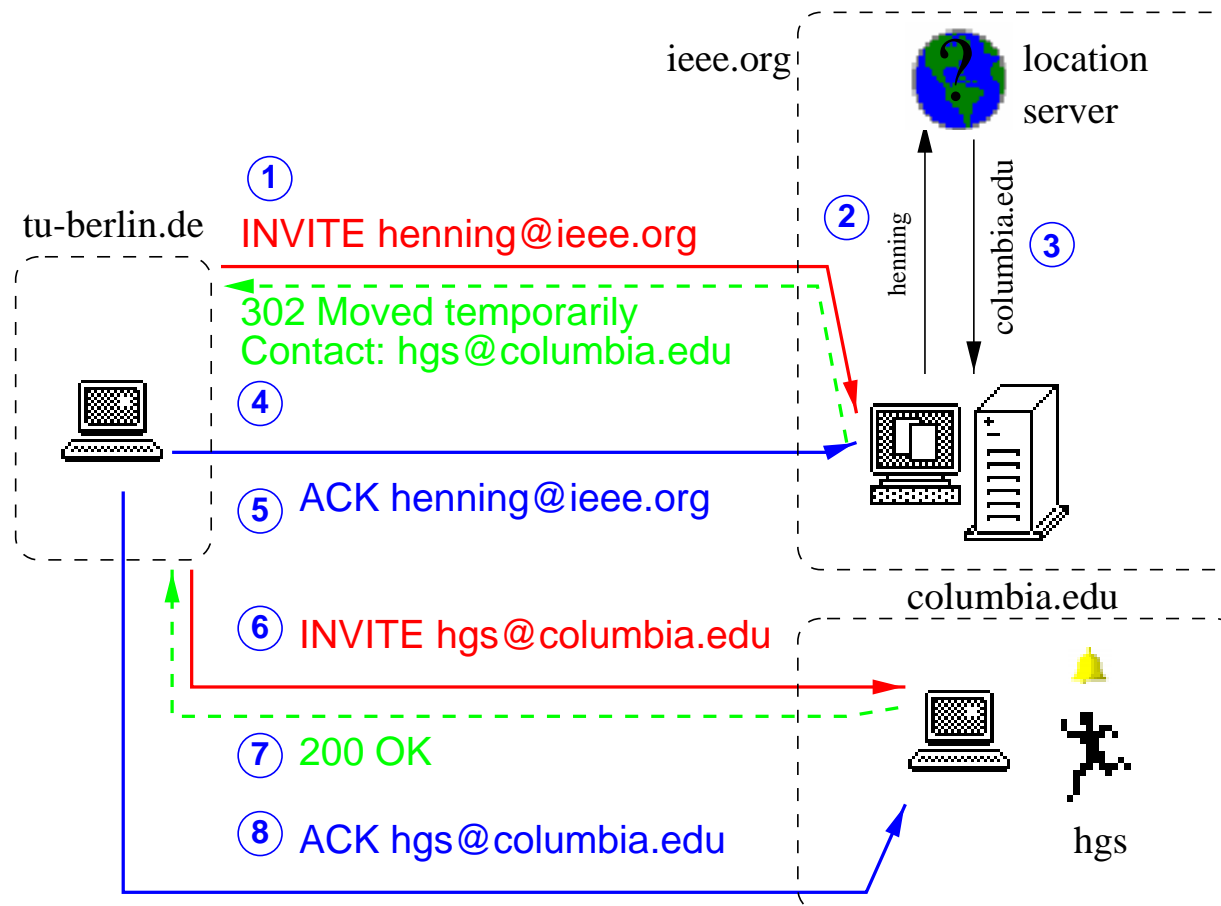 ieee.org
?
location
server
1
tu-berlin.de
INVITE henning@ieee.org
2
henning
columbia.edu
3
302 Moved temporarily
Contact: hgs@columbia.edu
4
5
ACK henning@ieee.org
columbia.edu
6
INVITE hgs@columbia.edu
7
200 OK
8
ACK hgs@columbia.edu
hgs